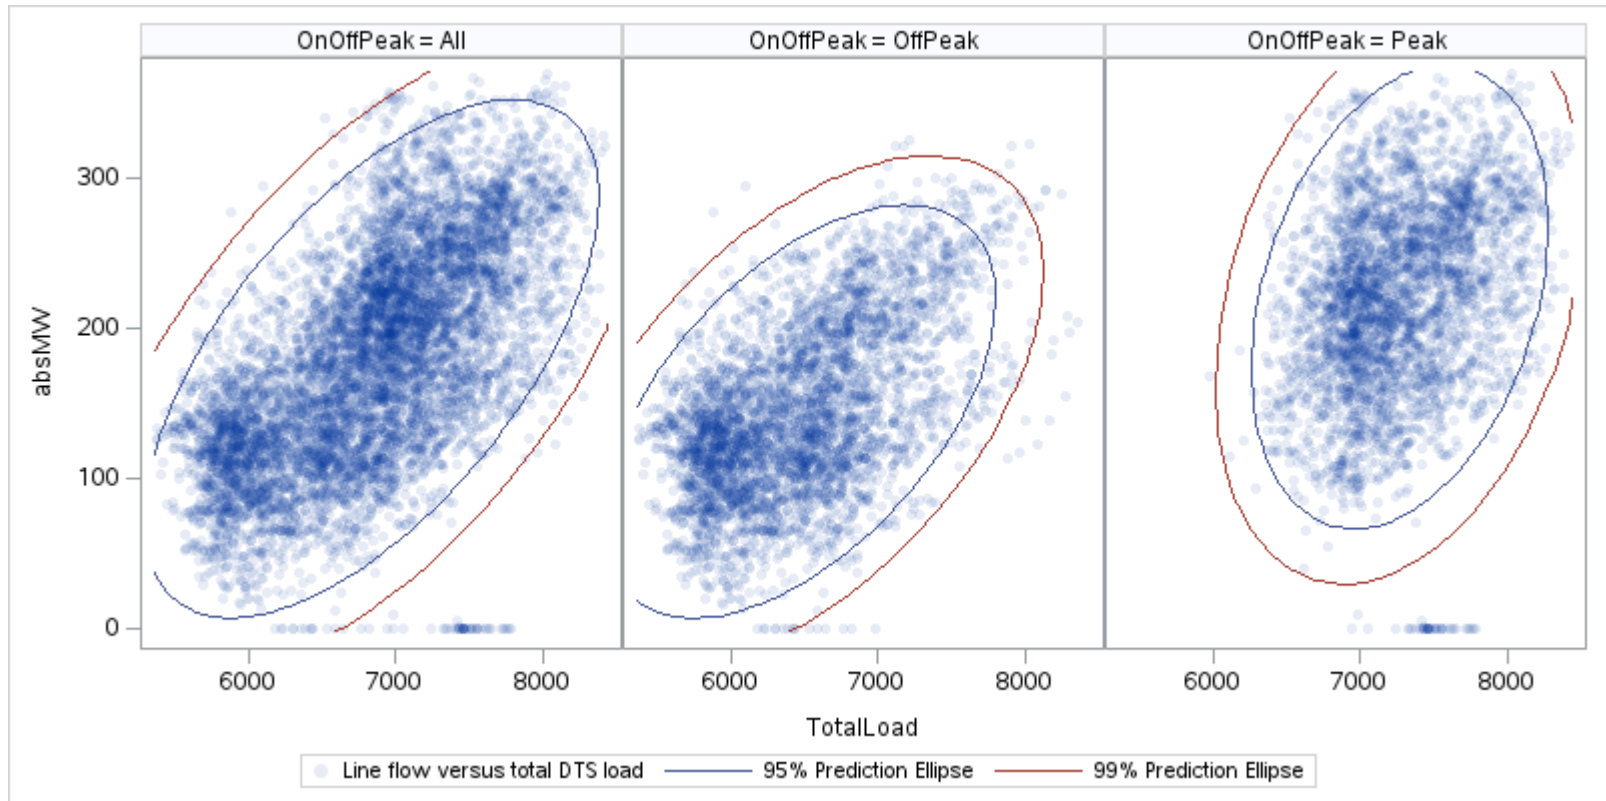 OnOffPeak = All
OnOffPeak = OffPeak
OnOffPeak = Peak
absMW
300
200
100
0
6000 7000 8000
6000 7000 8000
6000 7000 8000
TotalLoad
Line flow versus total DTS load
95% Prediction Ellipse
99% Prediction Ellipse